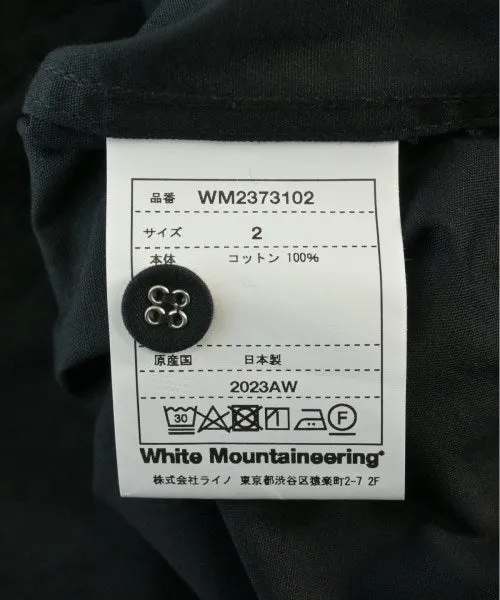 品番 WM2373102
サイズ 2
本体 コットン 100%
原産国 日本製
2023AW
30 F
White Mountaineering®
株式会社ライノ 東京都渋谷区猿楽町2-7 2F